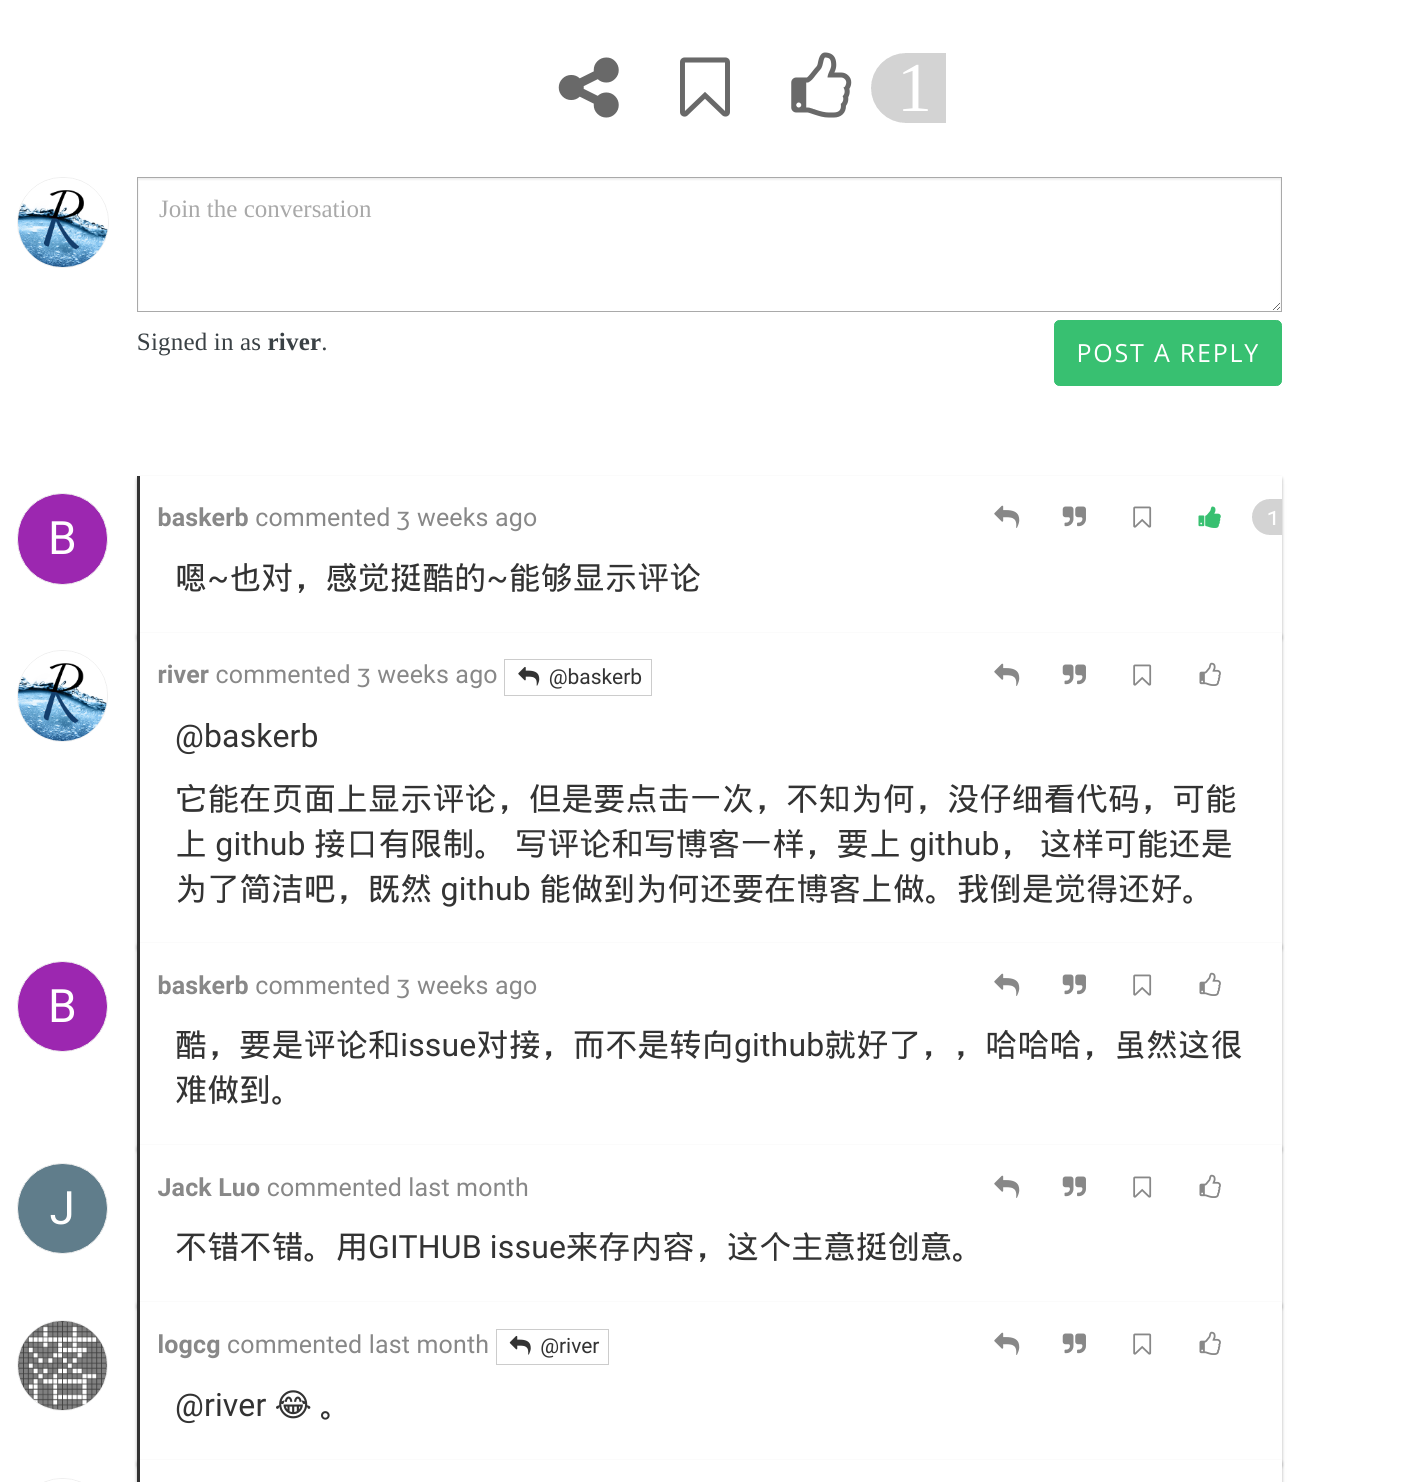 1
Join the conversation
Signed in as river.
POST A REPLY
B
baskerb commented 3 weeks ago
1
嗯~也对，感觉挺酷的~能够显示评论
R
river commented 3 weeks ago @baskerb
@baskerb
它能在页面上显示评论，但是要点击一次，不知为何，没仔细看代码，可能
上 github 接口有限制。 写评论和写博客一样，要上 github， 这样可能还是
为了简洁吧，既然 github 能做到为何还要在博客上做。我倒是觉得还好。
B
baskerb commented 3 weeks ago
酷，要是评论和issue对接，而不是转向github就好了，，哈哈哈，虽然这很
难做到。
J
Jack Luo commented last month
不错不错。用GITHUB issue来存内容，这个主意挺创意。
logcg commented last month @river
@river 😂 。